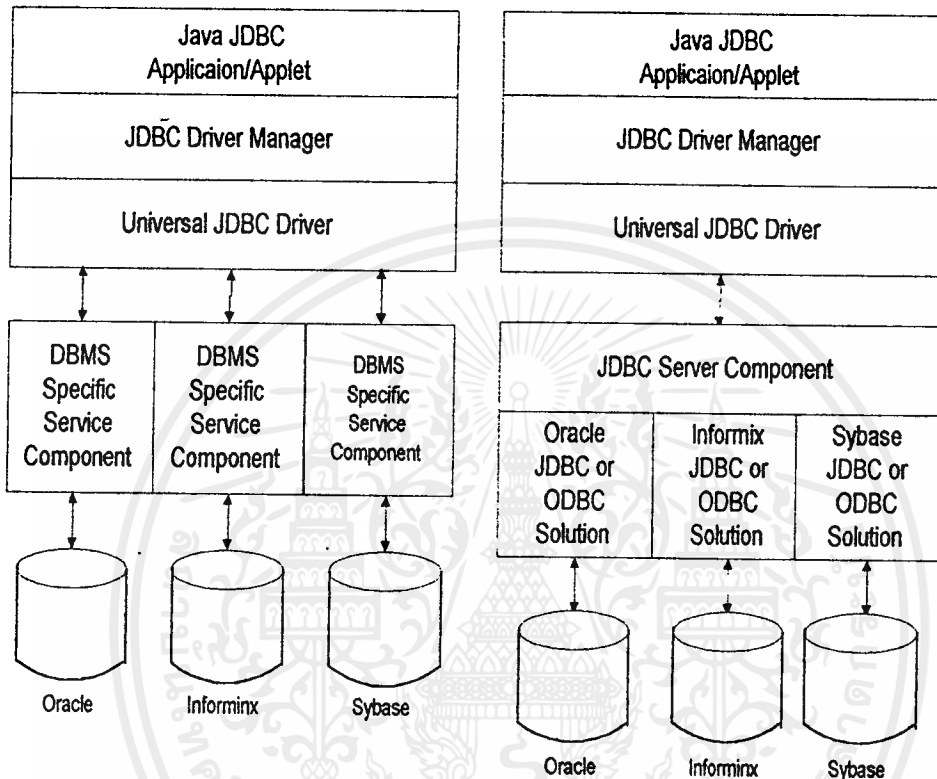 Java JDBC
Applicaion/Applet
JDBC Driver Manager
Universal JDBC Driver
DBMS
Specific
Service
Component
DBMS
Specific
Service
Component
DBMS
Specific
Service
Component
Oracle
Informinx
Sybase
Java JDBC
Applicaion/Applet
JDBC Driver Manager
Universal JDBC Driver
JDBC Server Component
Oracle
JDBC or
ODBC
Solution
Informix
JDBC or
ODBC
Solution
Sybase
JDBC or
ODBC
Solution
Oracle
Informinx
Sybase